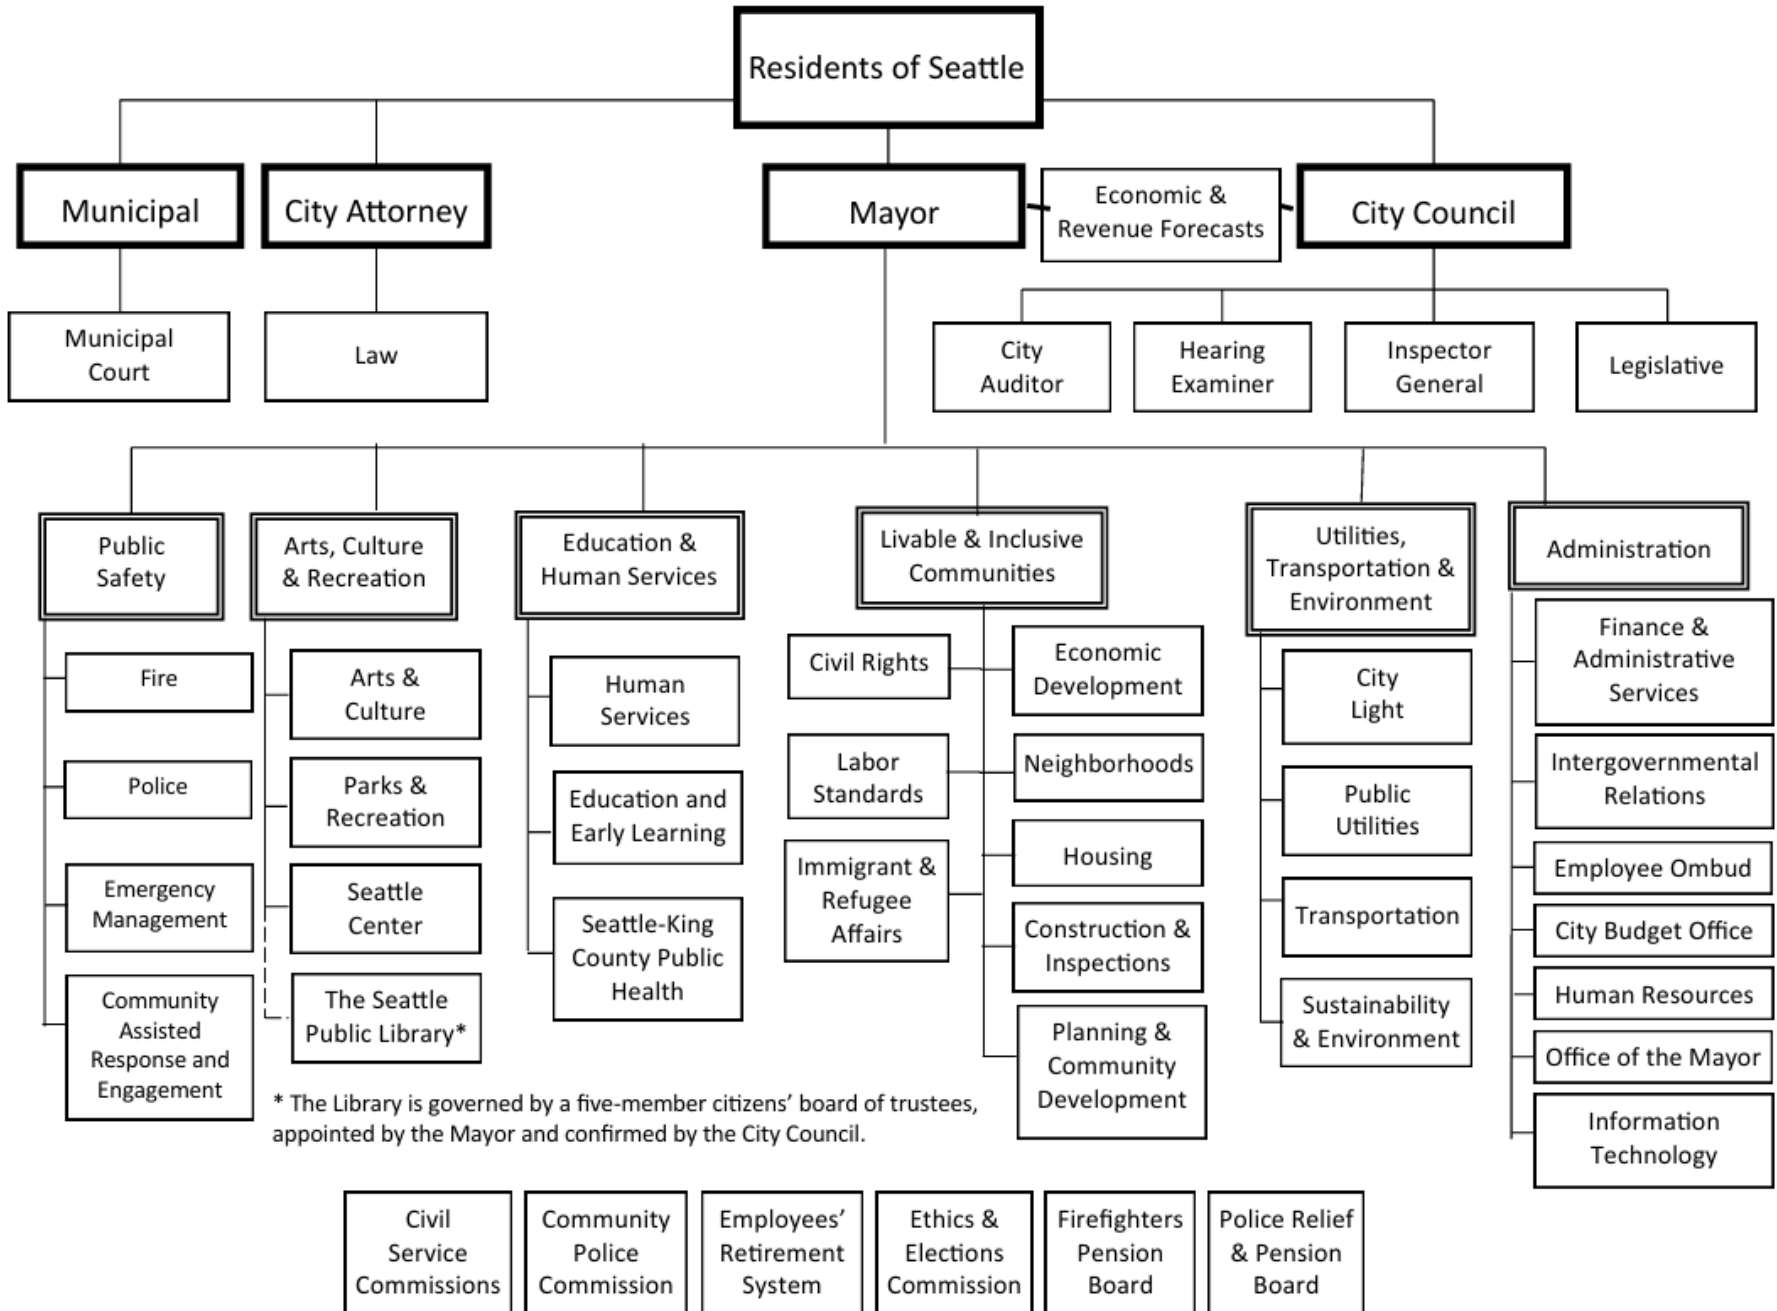 Residents of Seattle
Municipal
City Attorney
Mayor
Economic &
Revenue Forecasts
City Council
Municipal
Court
Law
City
Auditor
Hearing
Examiner
Inspector
General
Legislative
Public
Safety
Fire
Police
Emergency
Management
Community
Assisted
Response and
Engagement
Arts, Culture
& Recreation
Arts &
Culture
Parks &
Recreation
Seattle
Center
The Seattle
Public Library*
Education &
Human Services
Human
Services
Education and
Early Learning
Seattle-King
County Public
Health
Livable & Inclusive
Communities
Civil Rights
Labor
Standards
Immigrant &
Refugee
Affairs
Economic
Development
Neighborhoods
Housing
Construction &
Inspections
Planning &
Community
Development
Utilities,
Transportation &
Environment
City
Light
Public
Utilities
Transportation
Sustainability
& Environment
Administration
Finance &
Administrative
Services
Intergovernmental
Relations
Employee Ombud
City Budget Office
Human Resources
Office of the Mayor
Information
Technology
* The Library is governed by a five-member citizens’ board of trustees,
appointed by the Mayor and confirmed by the City Council.
Civil
Service
Commissions
Community
Police
Commission
Employees’
Retirement
System
Ethics &
Elections
Commission
Firefighters
Pension
Board
Police Relief
& Pension
Board